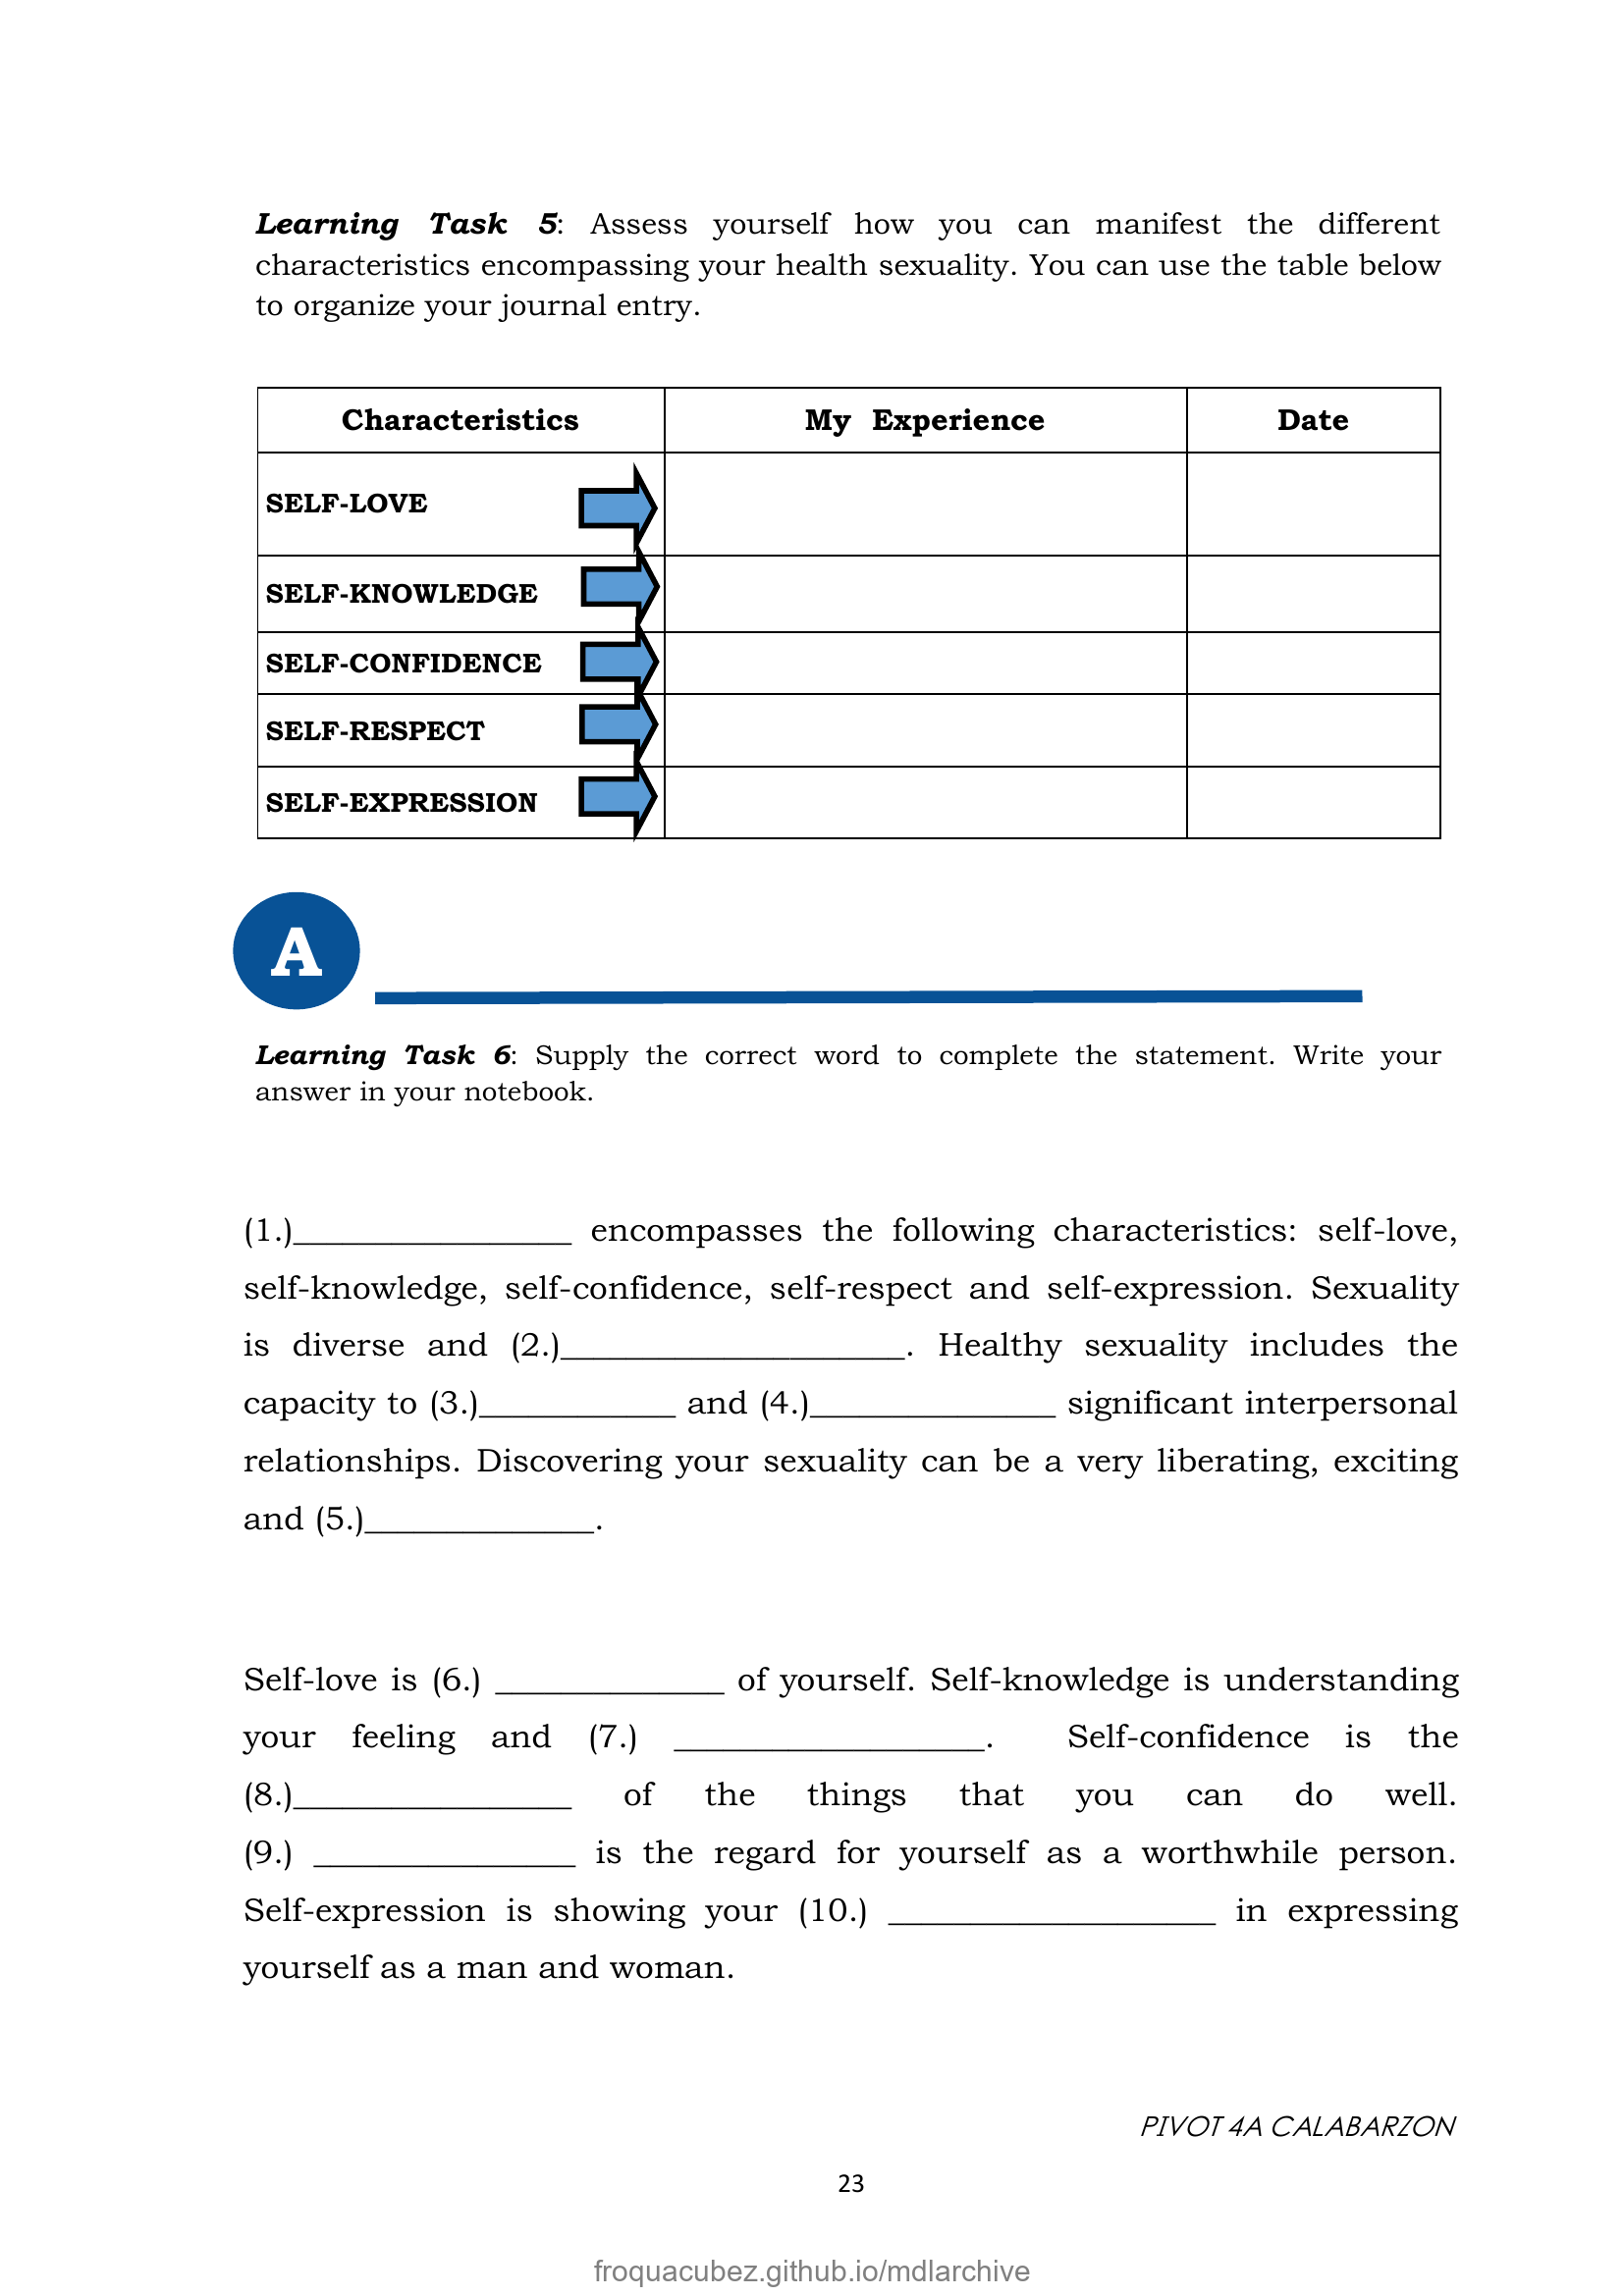 Learning Task 5: Assess yourself how you can manifest the different
characteristics encompassing your health sexuality. You can use the table below
to organize your journal entry.
Characteristics My Experience Date
SELF-LOVE
SELF-KNOWLEDGE
SELF-CONFIDENCE
SELF-RESPECT
SELF-EXPRESSION
A
Learning Task 6: Supply the correct word to complete the statement. Write your
answer in your notebook.
(1.)_________________ encompasses the following characteristics: self-love,
self-knowledge, self-confidence, self-respect and self-expression. Sexuality
is diverse and (2.)_____________________. Healthy sexuality includes the
capacity to (3.)____________ and (4.)_______________ significant interpersonal
relationships. Discovering your sexuality can be a very liberating, exciting
and (5.)______________.
Self-love is (6.) ______________ of yourself. Self-knowledge is understanding
your feeling and (7.) ___________________. Self-confidence is the
(8.)_________________ of the things that you can do well.
(9.) ________________ is the regard for yourself as a worthwhile person.
Self-expression is showing your (10.) ____________________ in expressing
yourself as a man and woman.
PIVOT 4A CALABARZON
23
froquacubez.github.io/mdlarchive